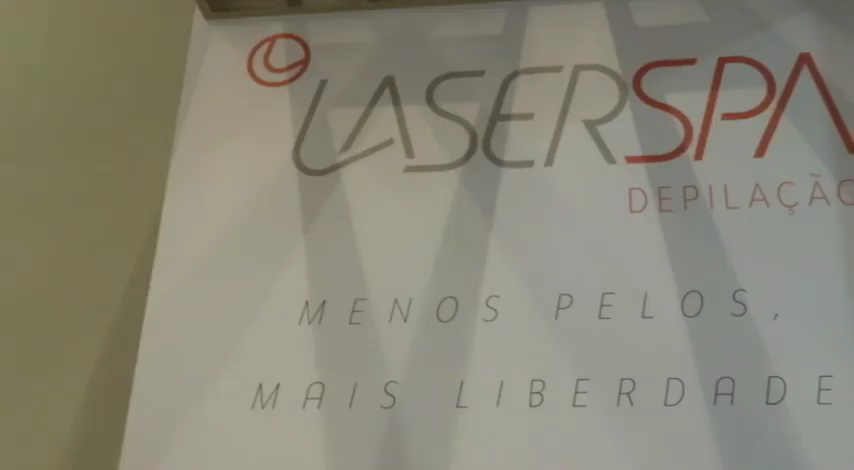 LASERSPA
DEPILAÇÃO
MENOS PELOS,
MAIS LIBERDADE